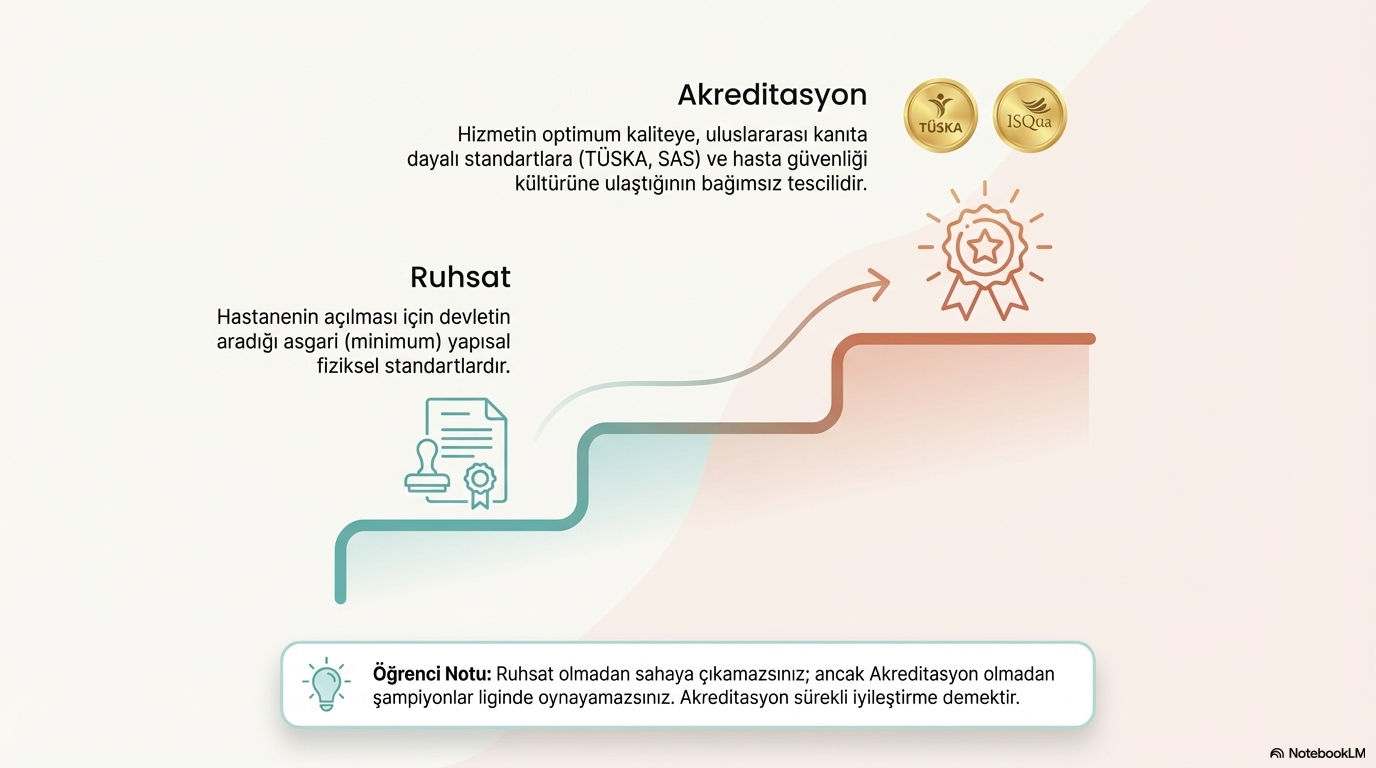 Akreditasyon
Hizmetin optimum kaliteye, uluslararası kanıta
dayalı standartlara (TÜSKA, SAS) ve hasta güvenliği
kültürüne ulaştığının bağımsız tescilidir.
TÜSKA
ISQua
Ruhsat
Hastanenin açılması için devletin
aradığı asgari (minimum) yapısal
fiziksel standartlardır.
Öğrenci Notu: Ruhsat olmadan sahaya çıkamazsınız; ancak Akreditasyon olmadan
şampiyonlar liginde oynayamazsınız. Akreditasyon sürekli iyileştirme demektir.
NotebookLM